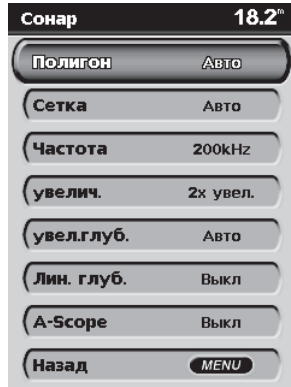 Сонар 18.2m
Полигон Авто
Сетка Авто
Частота 200kHz
увелич. 2x увел.
увел.глуб. Авто
Лин. глуб. Выкл
A-Scope Выкл
Назад MENU